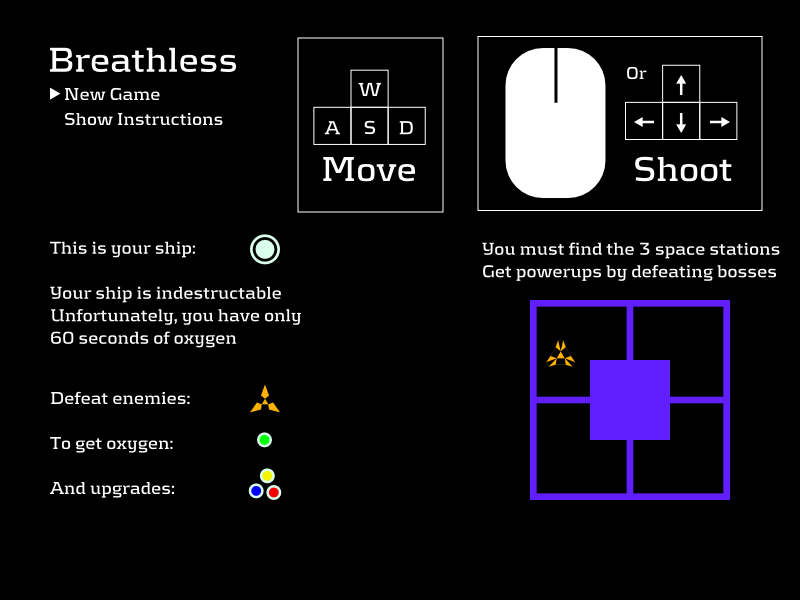 Breathless
New Game
Show Instructions
W
A S D
Move
Or
Shoot
This is your ship:
Your ship is indestructable
Unfortunately, you have only
60 seconds of oxygen
Defeat enemies:
To get oxygen:
And upgrades:
You must find the 3 space stations
Get powerups by defeating bosses